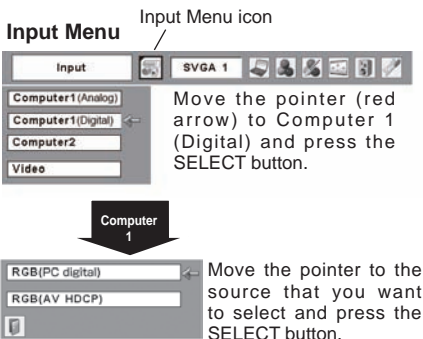 Input Menu icon
Input Menu
Input
SVGA 1
Computer1(Analog)
Computer1(Digital)
Computer2
Video
Move the pointer (red
arrow) to Computer 1
(Digital) and press the
SELECT button.
Computer
1
RGB(PC digital)
RGB(AV HDCP)
Move the pointer to the
source that you want
to select and press the
SELECT button.